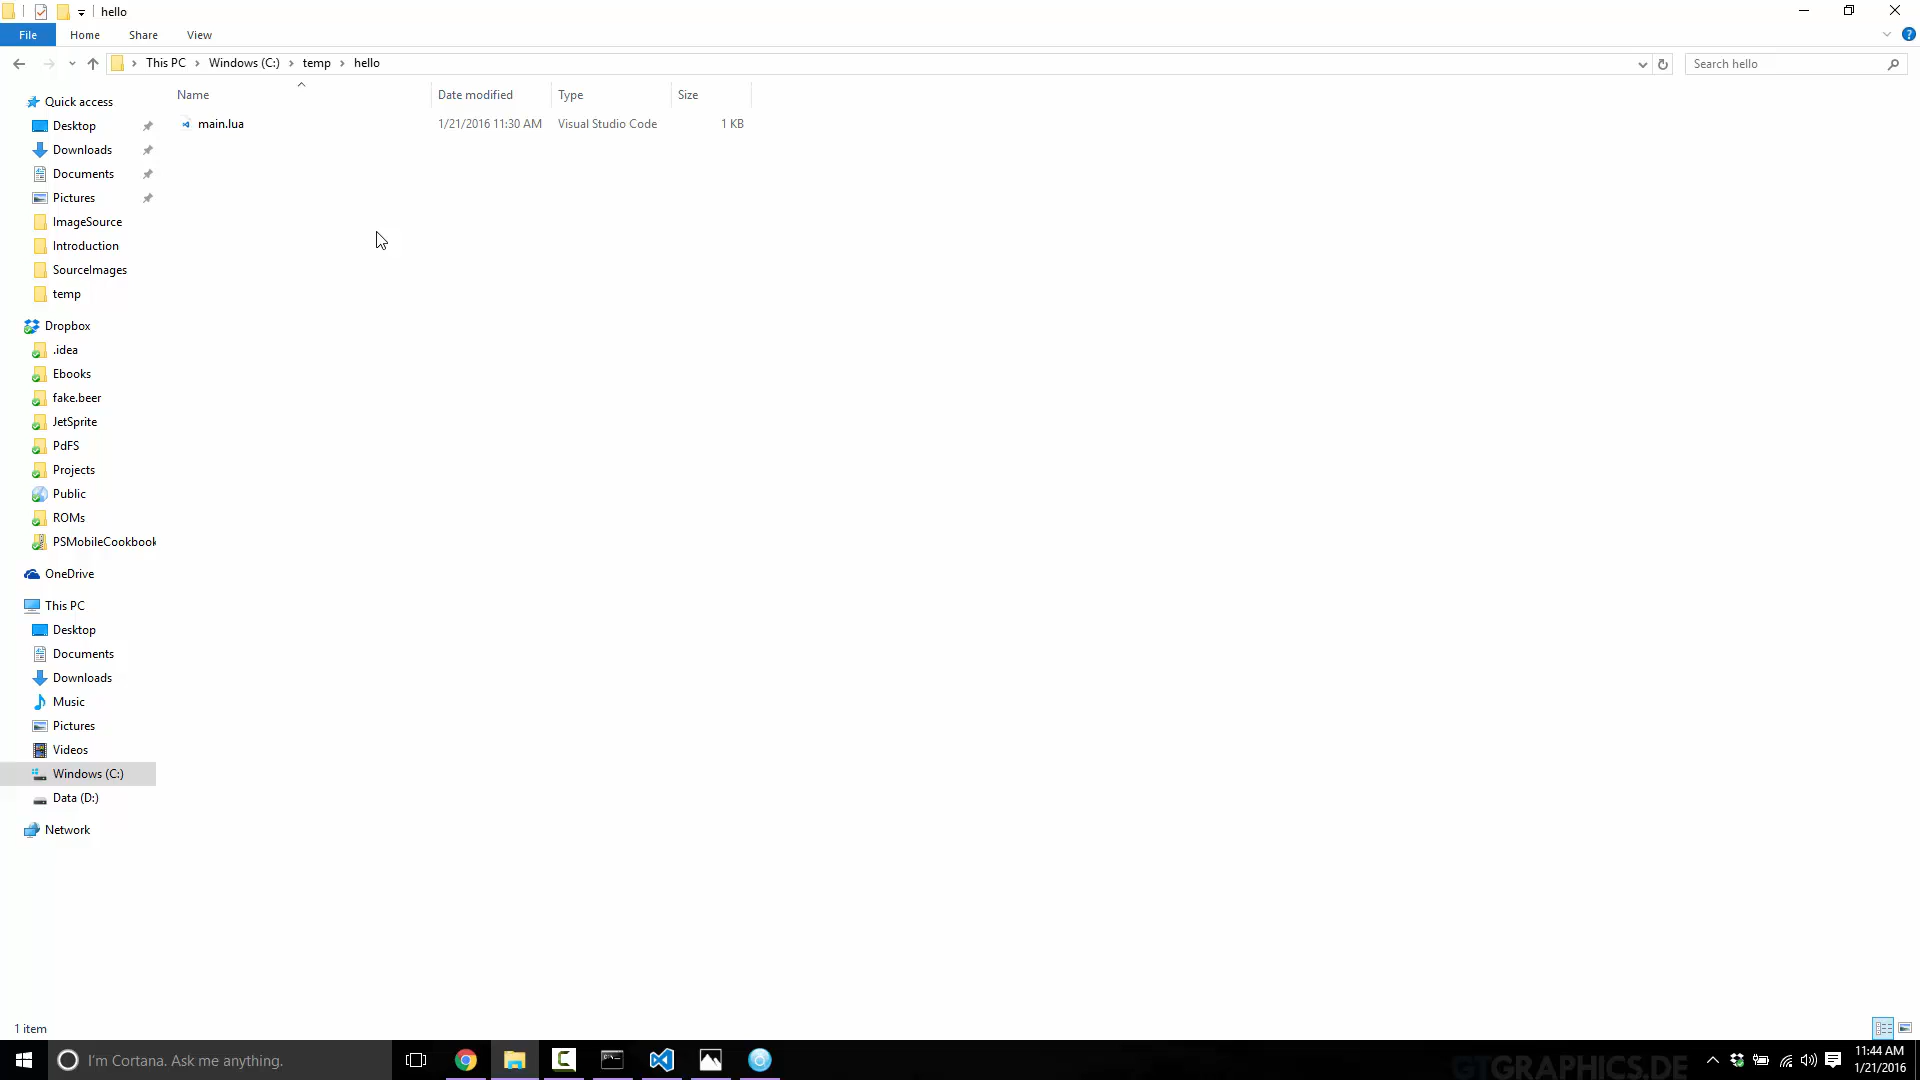 hello
File Home Share View
This PC Windows (C:) temp hello
Search hello
Name Date modified Type Size
main.lua 1/21/2016 11:30 AM Visual Studio Code 1 KB
Quick access
Desktop
Downloads
Documents
Pictures
ImageSource
Introduction
SourceImages
temp
Dropbox
.idea
Ebooks
fake.beer
JetSprite
PdFS
Projects
Public
ROMs
PSMobileCookbook
OneDrive
This PC
Desktop
Documents
Downloads
Music
Pictures
Videos
Windows (C:)
Data (D:)
Network
1 item
I'm Cortana. Ask me anything.
GTGRAPHICS.DE
11:44 AM
1/21/2016